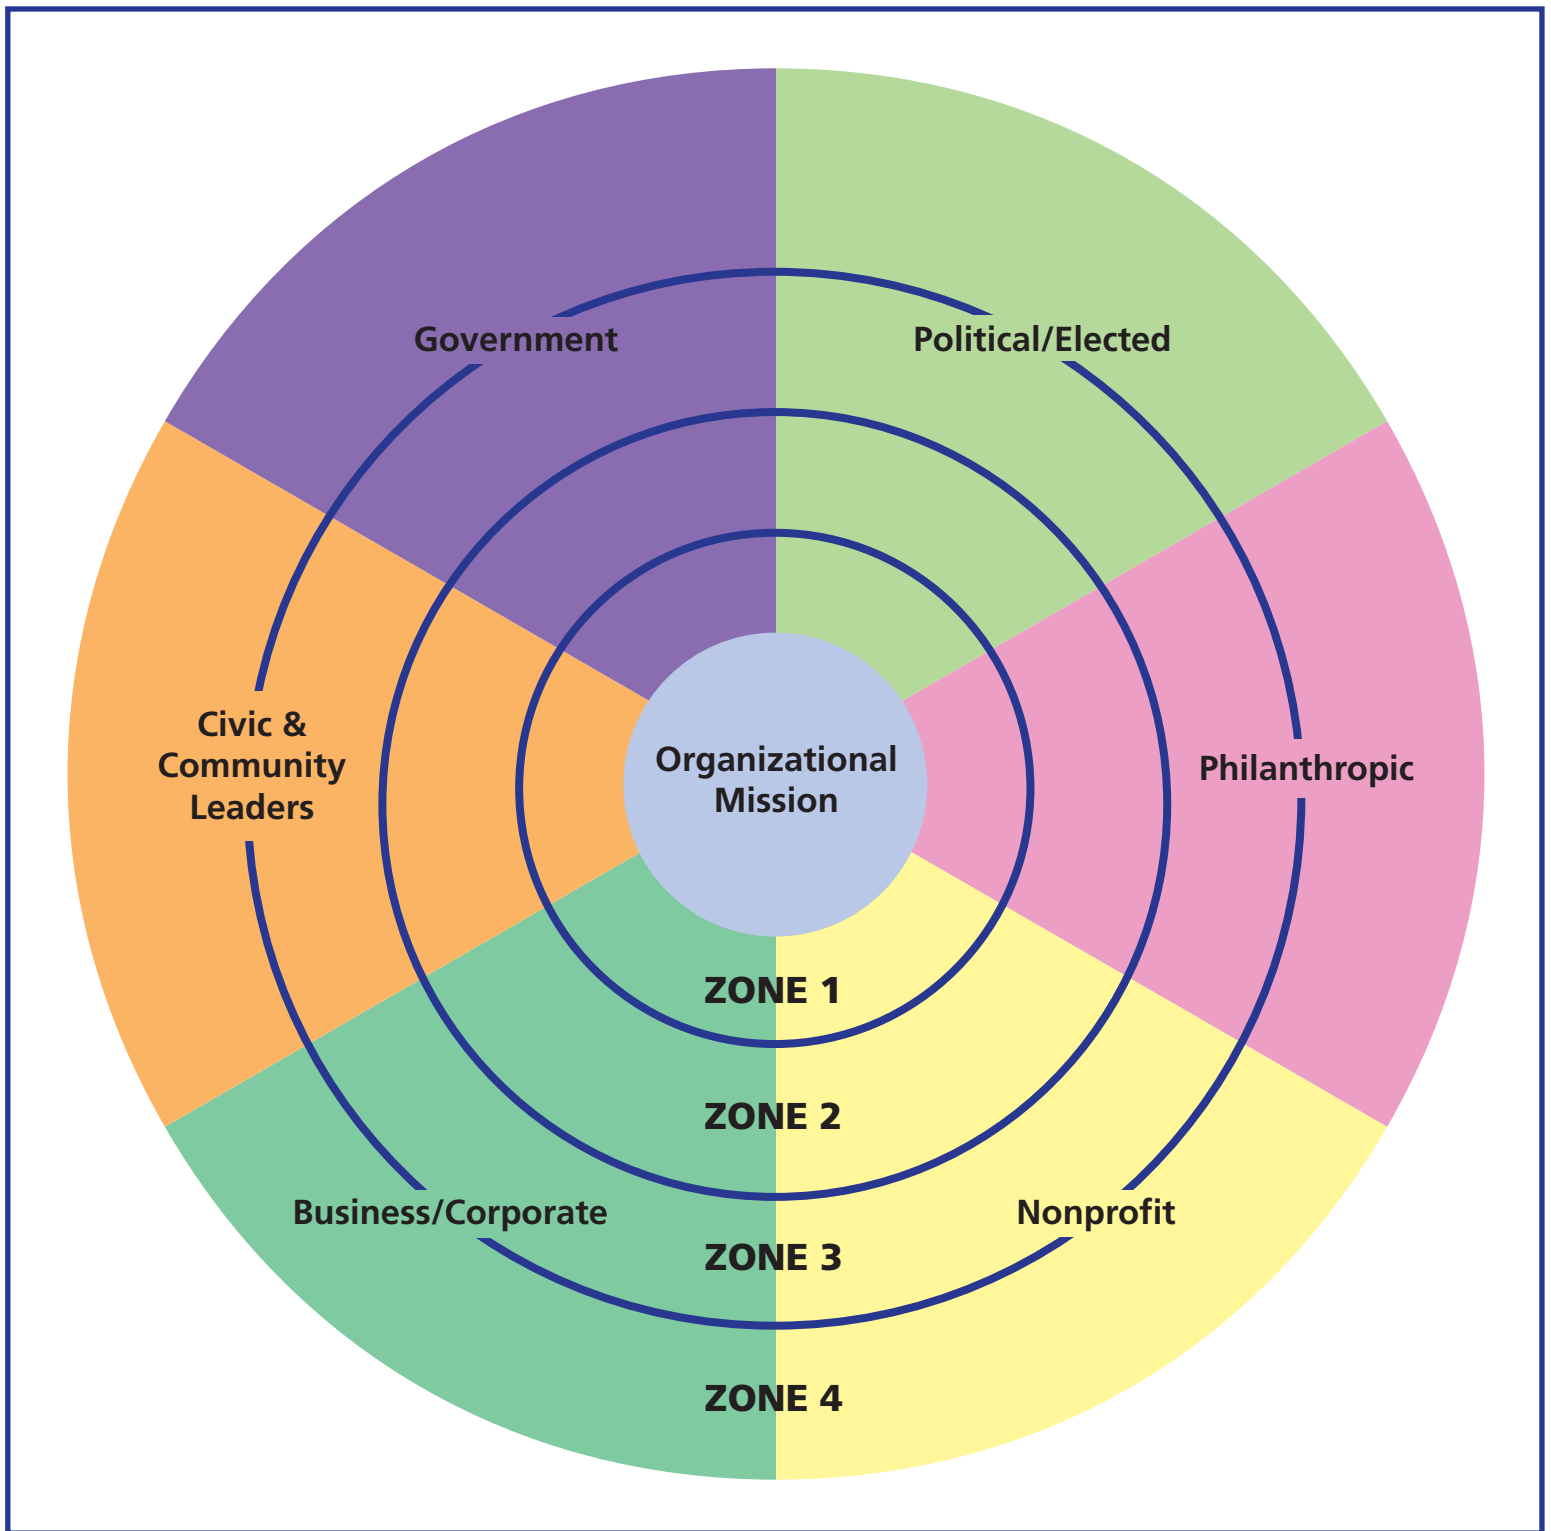 Government
Political/Elected
Civic &
Community
Leaders
Organizational
Mission
Philanthropic
ZONE 1
ZONE 2
Business/Corporate
Nonprofit
ZONE 3
ZONE 4